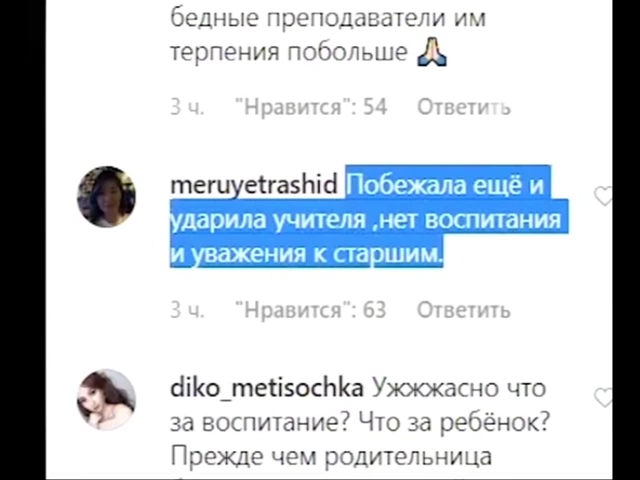 бедные преподаватели им
терпения побольше 🙏
3 ч. "Нравится": 54 Ответить
meruyetrashid Побежала ещё и
ударила учителя ,нет воспитания
и уважения к старшим.
3 ч. "Нравится": 63 Ответить
diko_metisochka Ужжжасно что
за воспитание? Что за ребёнок?
Прежде чем родительница